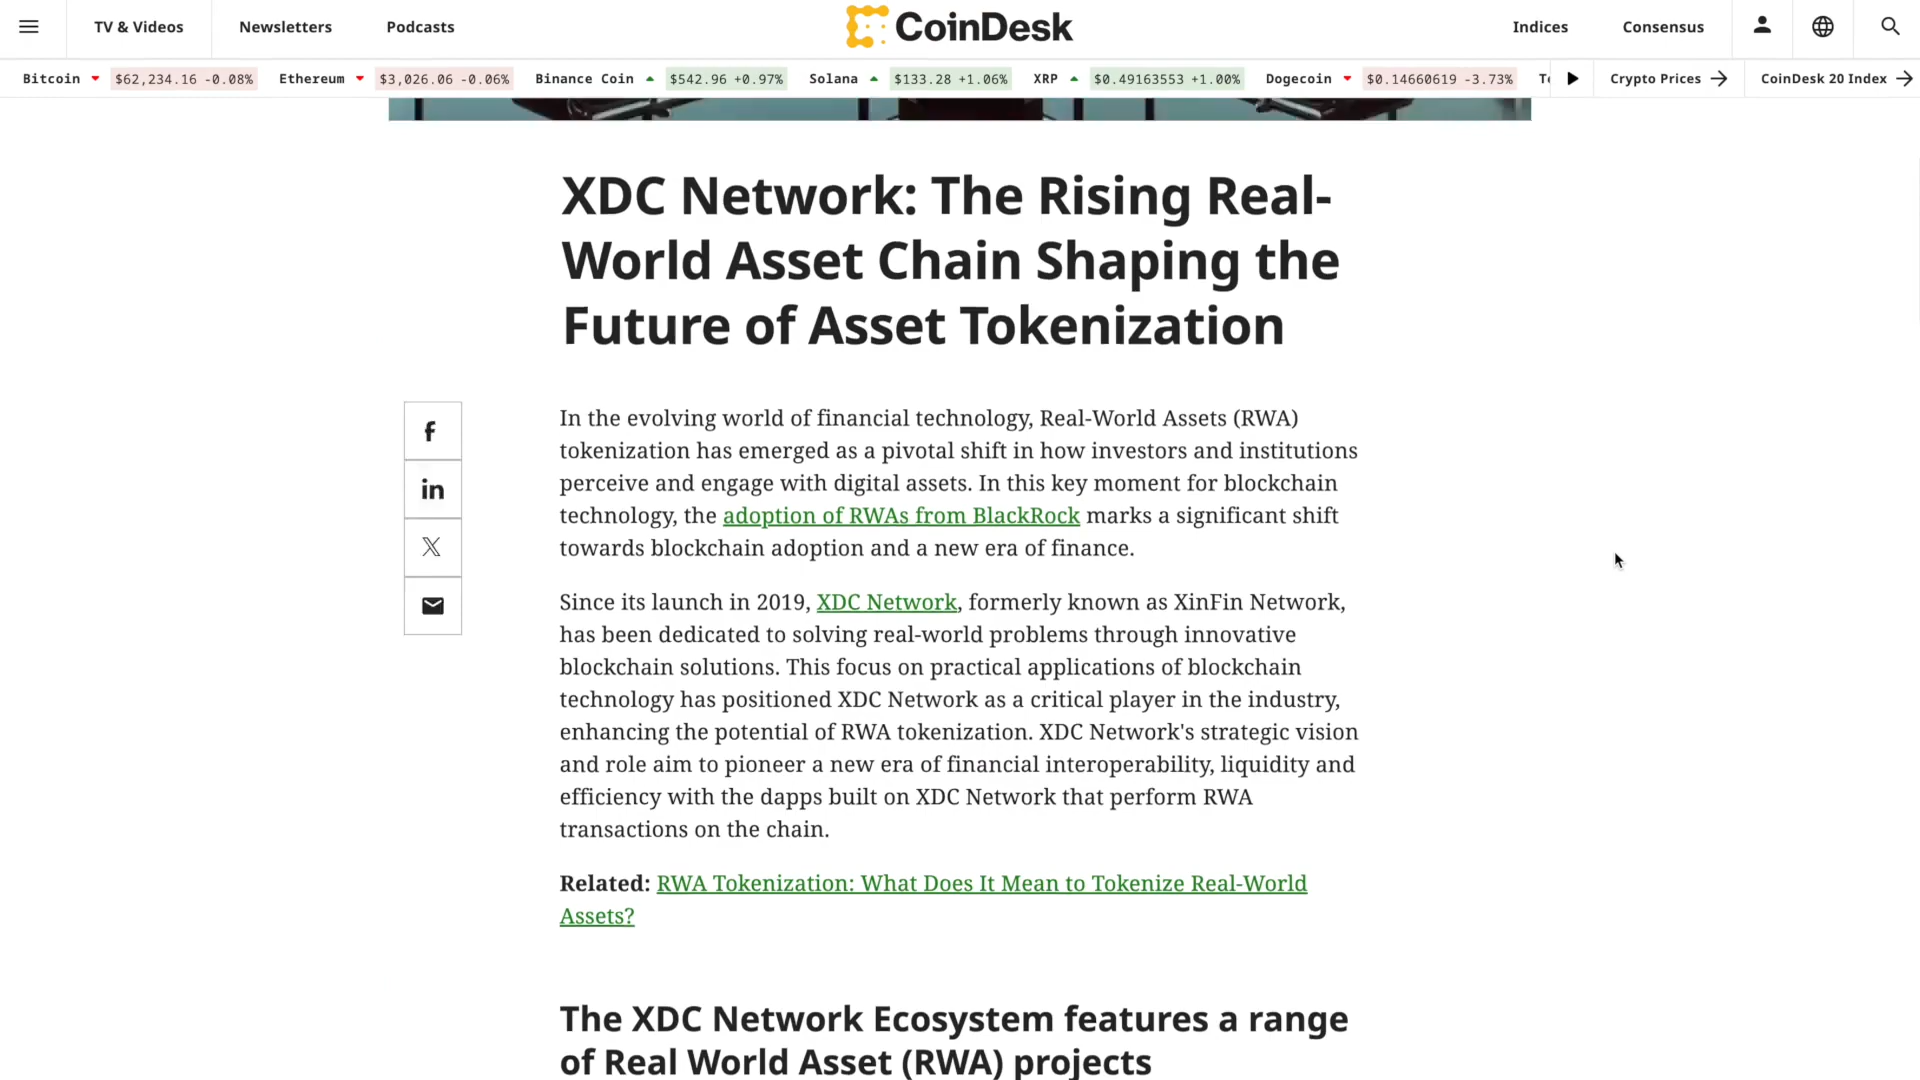 TV & Videos
Newsletters
Podcasts
CoinDesk
Indices
Consensus
Bitcoin $62,234.16 -0.08% Ethereum $3,026.06 -0.06% Binance Coin $542.96 +0.97% Solana $133.28 +1.06% XRP $0.49163553 +1.00% Dogecoin $0.14660619 -3.73%
Crypto Prices
CoinDesk 20 Index
XDC Network: The Rising Real-
World Asset Chain Shaping the
Future of Asset Tokenization
In the evolving world of financial technology, Real-World Assets (RWA)
tokenization has emerged as a pivotal shift in how investors and institutions
perceive and engage with digital assets. In this key moment for blockchain
technology, the adoption of RWAs from BlackRock marks a significant shift
towards blockchain adoption and a new era of finance.
Since its launch in 2019, XDC Network, formerly known as XinFin Network,
has been dedicated to solving real-world problems through innovative
blockchain solutions. This focus on practical applications of blockchain
technology has positioned XDC Network as a critical player in the industry,
enhancing the potential of RWA tokenization. XDC Network's strategic vision
and role aim to pioneer a new era of financial interoperability, liquidity and
efficiency with the dapps built on XDC Network that perform RWA
transactions on the chain.
Related: RWA Tokenization: What Does It Mean to Tokenize Real-World
Assets?
The XDC Network Ecosystem features a range
of Real World Asset (RWA) projects